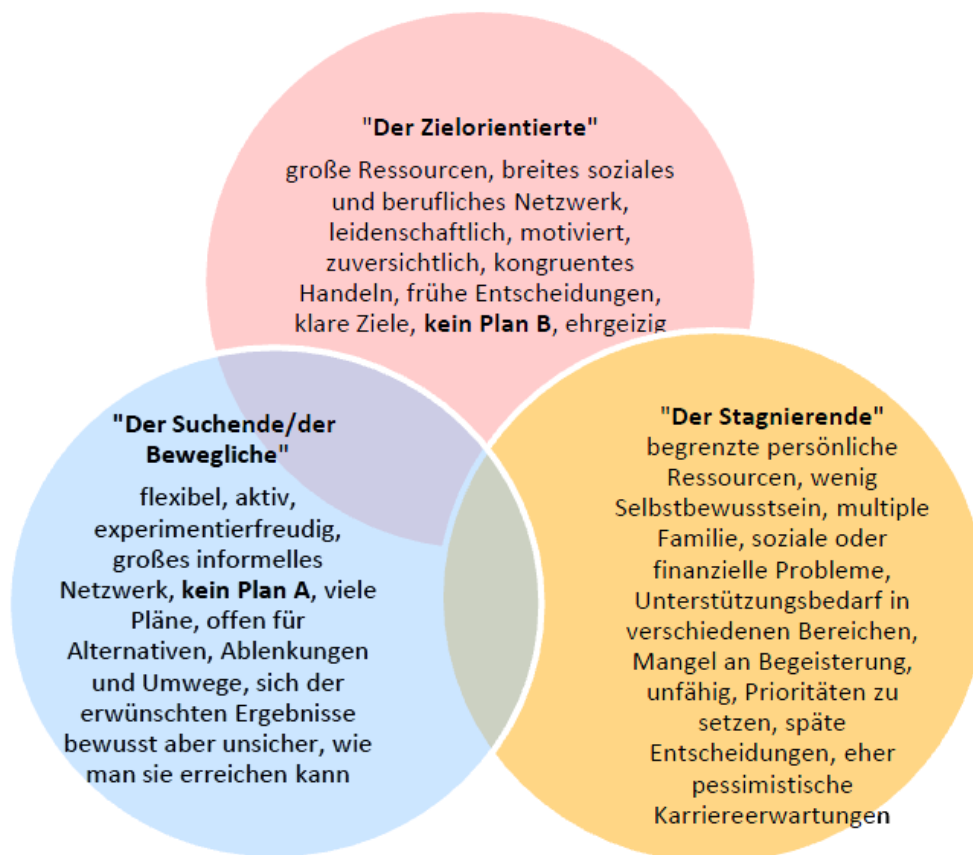 "Der Zielorientierte"
große Ressourcen, breites soziales
und berufliches Netzwerk,
leidenschaftlich, motiviert,
zuversichtlich, kongruentes
Handeln, frühe Entscheidungen,
klare Ziele, kein Plan B, ehrgeizig
"Der Suchende/der
Bewegliche"
flexibel, aktiv,
experimentierfreudig,
großes informelles
Netzwerk, kein Plan A, viele
Pläne, offen für
Alternativen, Ablenkungen
und Umwege, sich der
erwünschten Ergebnisse
bewusst aber unsicher, wie
man sie erreichen kann
"Der Stagnierende"
begrenzte persönliche
Ressourcen, wenig
Selbstbewusstsein, multiple
Familie, soziale oder
finanzielle Probleme,
Unterstützungsbedarf in
verschiedenen Bereichen,
Mangel an Begeisterung,
unfähig, Prioritäten zu
setzen, späte
Entscheidungen, eher
pessimistische
Karriereerwartungen